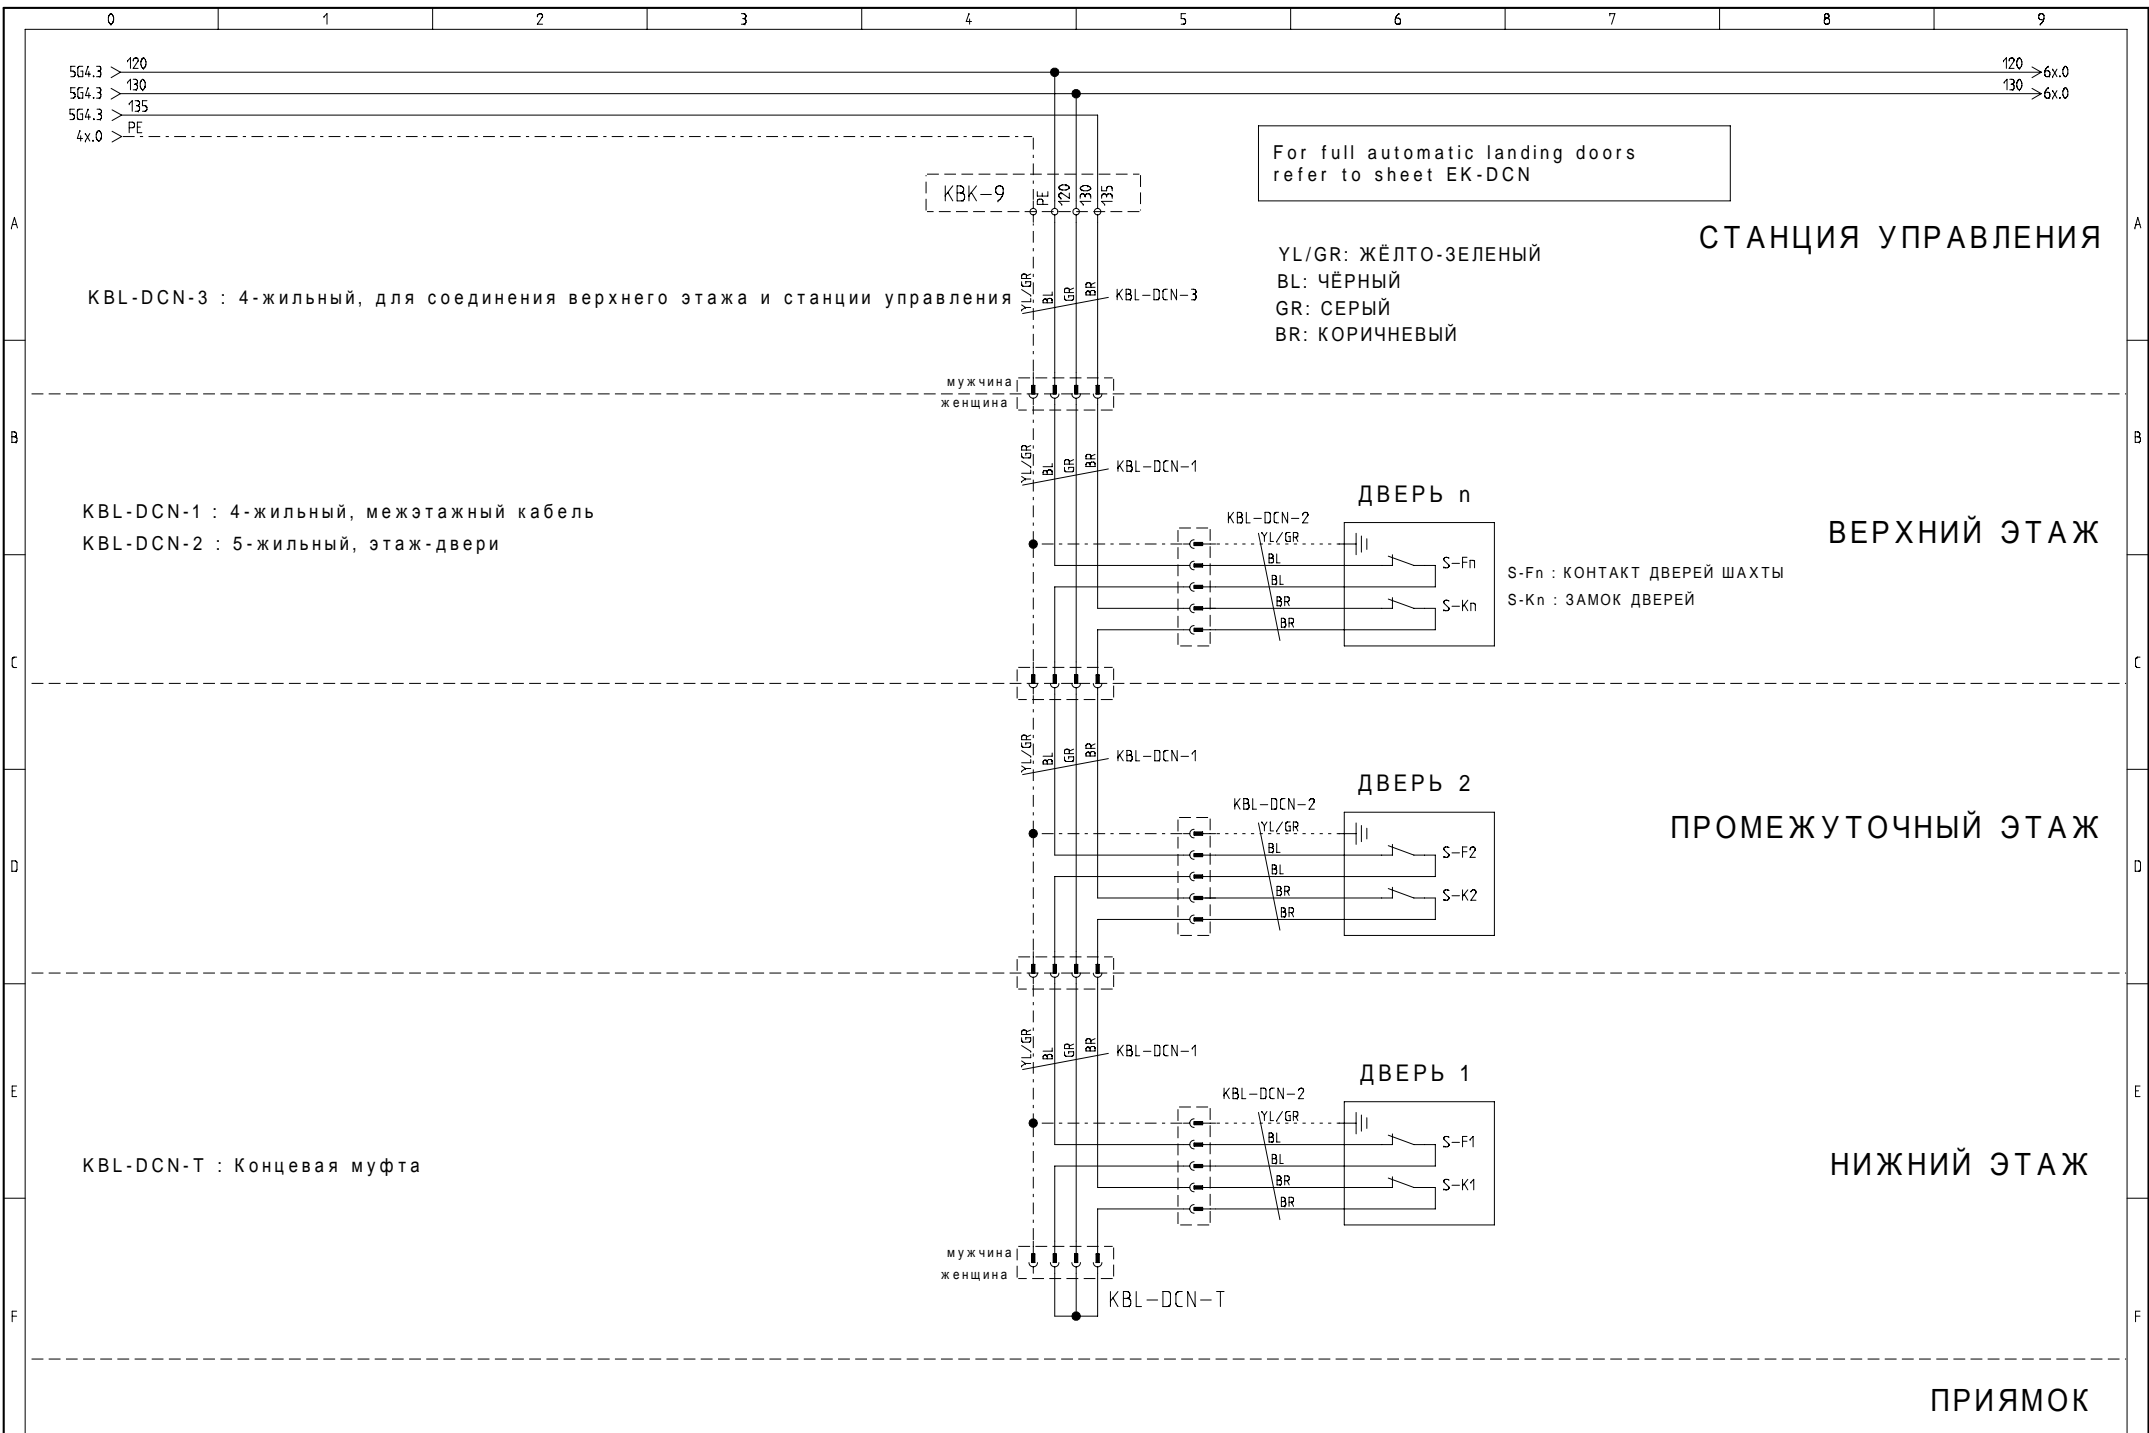 0 1 2 3 4 5 6 7 8 9
5G4.3 120 120 6x.0
5G4.3 130 130 6x.0
5G4.3 135
4x.0 PE
For full automatic landing doors
refer to sheet EK-DCN
KBK-9 PE 120 130 135
A A
СТАНЦИЯ УПРАВЛЕНИЯ
YL/GR: ЖЁЛТО-ЗЕЛЕНЫЙ
BL: ЧЁРНЫЙ
GR: СЕРЫЙ
BR: КОРИЧНЕВЫЙ
KBL-DCN-3 : 4-жильный, для соединения верхнего этажа и станции управления
YL/GR BL GR BR KBL-DCN-3
мужчина
женщина
B B
YL/GR BL GR BR KBL-DCN-1
KBL-DCN-1 : 4-жильный, межэтажный кабель
KBL-DCN-2 : 5-жильный, этаж-двери
ДВЕРЬ n
KBL-DCN-2
ВЕРХНИЙ ЭТАЖ
YL/GR
BL S-Fn
BL
BR S-Kn
BR
S-Fn : КОНТАКТ ДВЕРЕЙ ШАХТЫ
S-Kn : ЗАМОК ДВЕРЕЙ
C C
YL/GR BL GR BR KBL-DCN-1
ДВЕРЬ 2
KBL-DCN-2
ПРОМЕЖУТОЧНЫЙ ЭТАЖ
YL/GR
BL S-F2
BL
BR S-K2
BR
D D
YL/GR BL GR BR KBL-DCN-1
ДВЕРЬ 1
KBL-DCN-2
E E
YL/GR
BL S-F1
BL
BR S-K1
BR
KBL-DCN-T : Концевая муфта
НИЖНИЙ ЭТАЖ
мужчина
женщина
KBL-DCN-T
F F
ПРИЯМОК